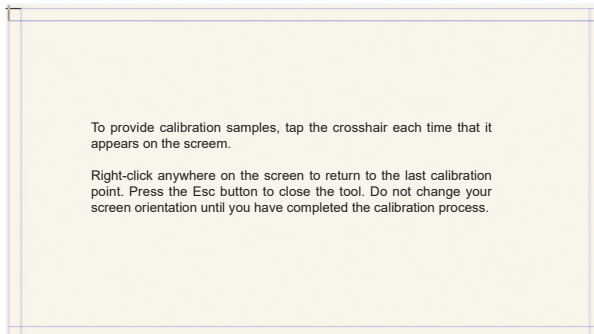 To provide calibration samples, tap the crosshair each time that it
appears on the screem.
Right-click anywhere on the screen to return to the last calibration
point. Press the Esc button to close the tool. Do not change your
screen orientation until you have completed the calibration process.